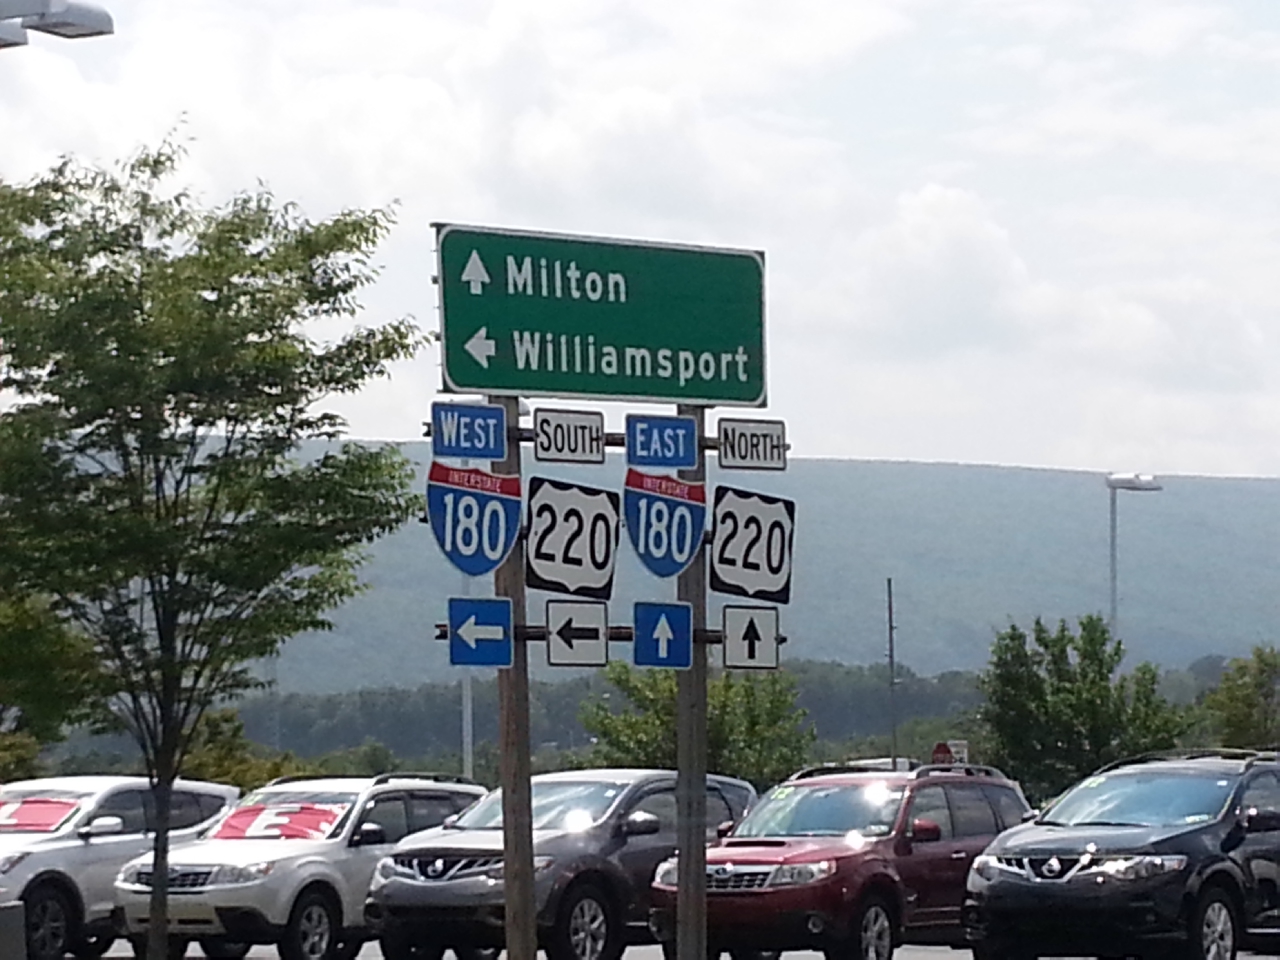 Milton
Williamsport
WEST SOUTH EAST NORTH
INTERSTATE INTERSTATE
180 220 180 220
E